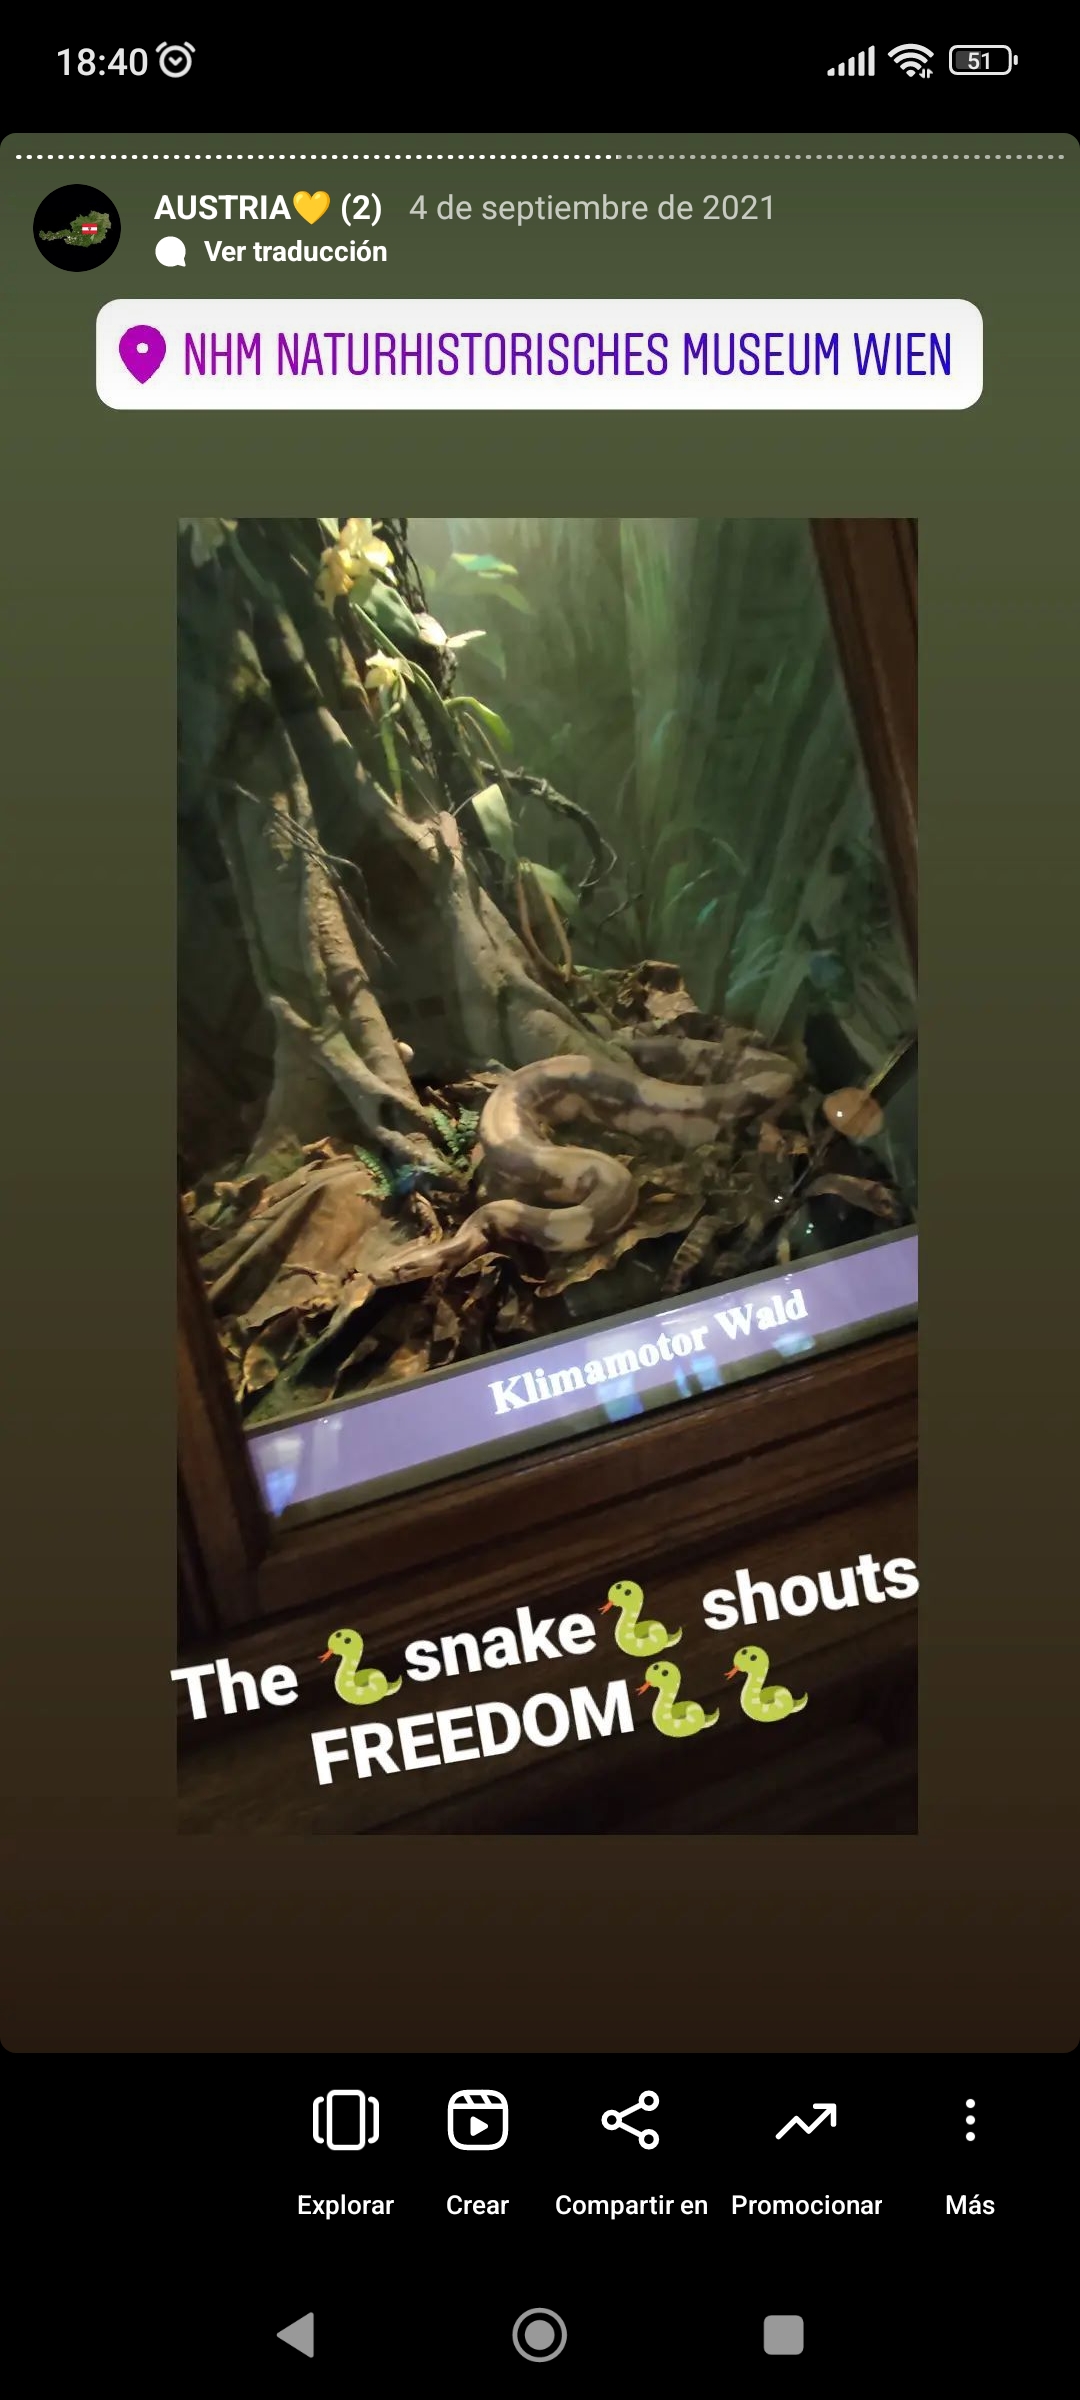 18:40
51
AUSTRIA💛 (2) 4 de septiembre de 2021
Ver traducción
NHM NATURHISTORISCHES MUSEUM WIEN
Klimamotor Wald
The 🐍snake🐍 shouts
FREEDOM🐍🐍
Explorar Crear Compartir en Promocionar Más